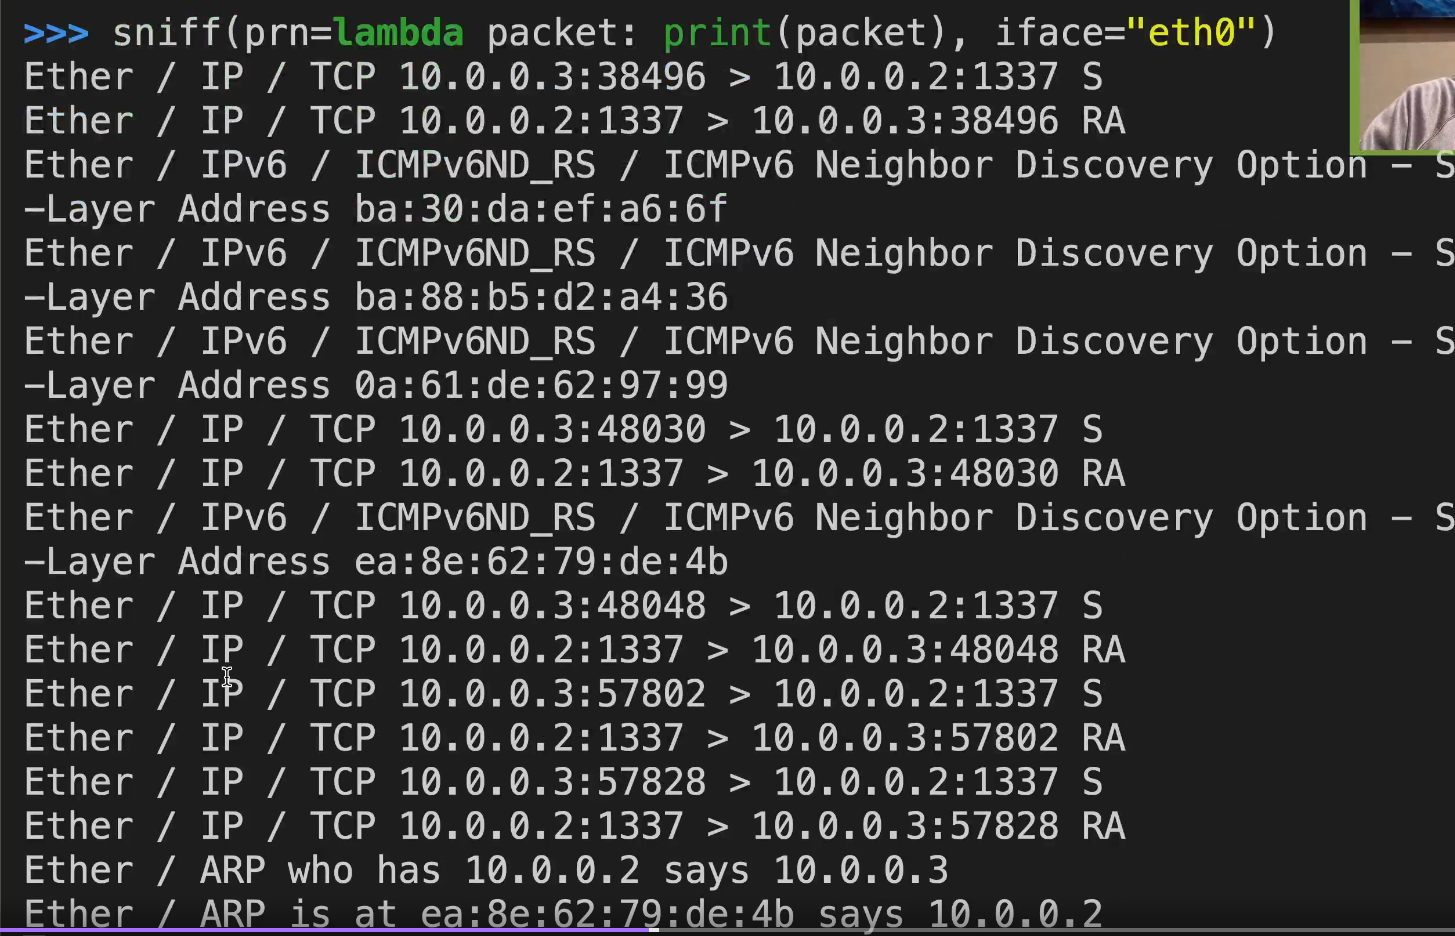 >>> sniff(prn=lambda packet: print(packet), iface="eth0")
Ether / IP / TCP 10.0.0.3:38496 > 10.0.0.2:1337 S
Ether / IP / TCP 10.0.0.2:1337 > 10.0.0.3:38496 RA
Ether / IPv6 / ICMPv6ND_RS / ICMPv6 Neighbor Discovery Option - S
-Layer Address ba:30:da:ef:a6:6f
Ether / IPv6 / ICMPv6ND_RS / ICMPv6 Neighbor Discovery Option - S
-Layer Address ba:88:b5:d2:a4:36
Ether / IPv6 / ICMPv6ND_RS / ICMPv6 Neighbor Discovery Option - S
-Layer Address 0a:61:de:62:97:99
Ether / IP / TCP 10.0.0.3:48030 > 10.0.0.2:1337 S
Ether / IP / TCP 10.0.0.2:1337 > 10.0.0.3:48030 RA
Ether / IPv6 / ICMPv6ND_RS / ICMPv6 Neighbor Discovery Option - S
-Layer Address ea:8e:62:79:de:4b
Ether / IP / TCP 10.0.0.3:48048 > 10.0.0.2:1337 S
Ether / IP / TCP 10.0.0.2:1337 > 10.0.0.3:48048 RA
Ether / IP / TCP 10.0.0.3:57802 > 10.0.0.2:1337 S
Ether / IP / TCP 10.0.0.2:1337 > 10.0.0.3:57802 RA
Ether / IP / TCP 10.0.0.3:57828 > 10.0.0.2:1337 S
Ether / IP / TCP 10.0.0.2:1337 > 10.0.0.3:57828 RA
Ether / ARP who has 10.0.0.2 says 10.0.0.3
Ether / ARP is at ea:8e:62:79:de:4b says 10.0.0.2